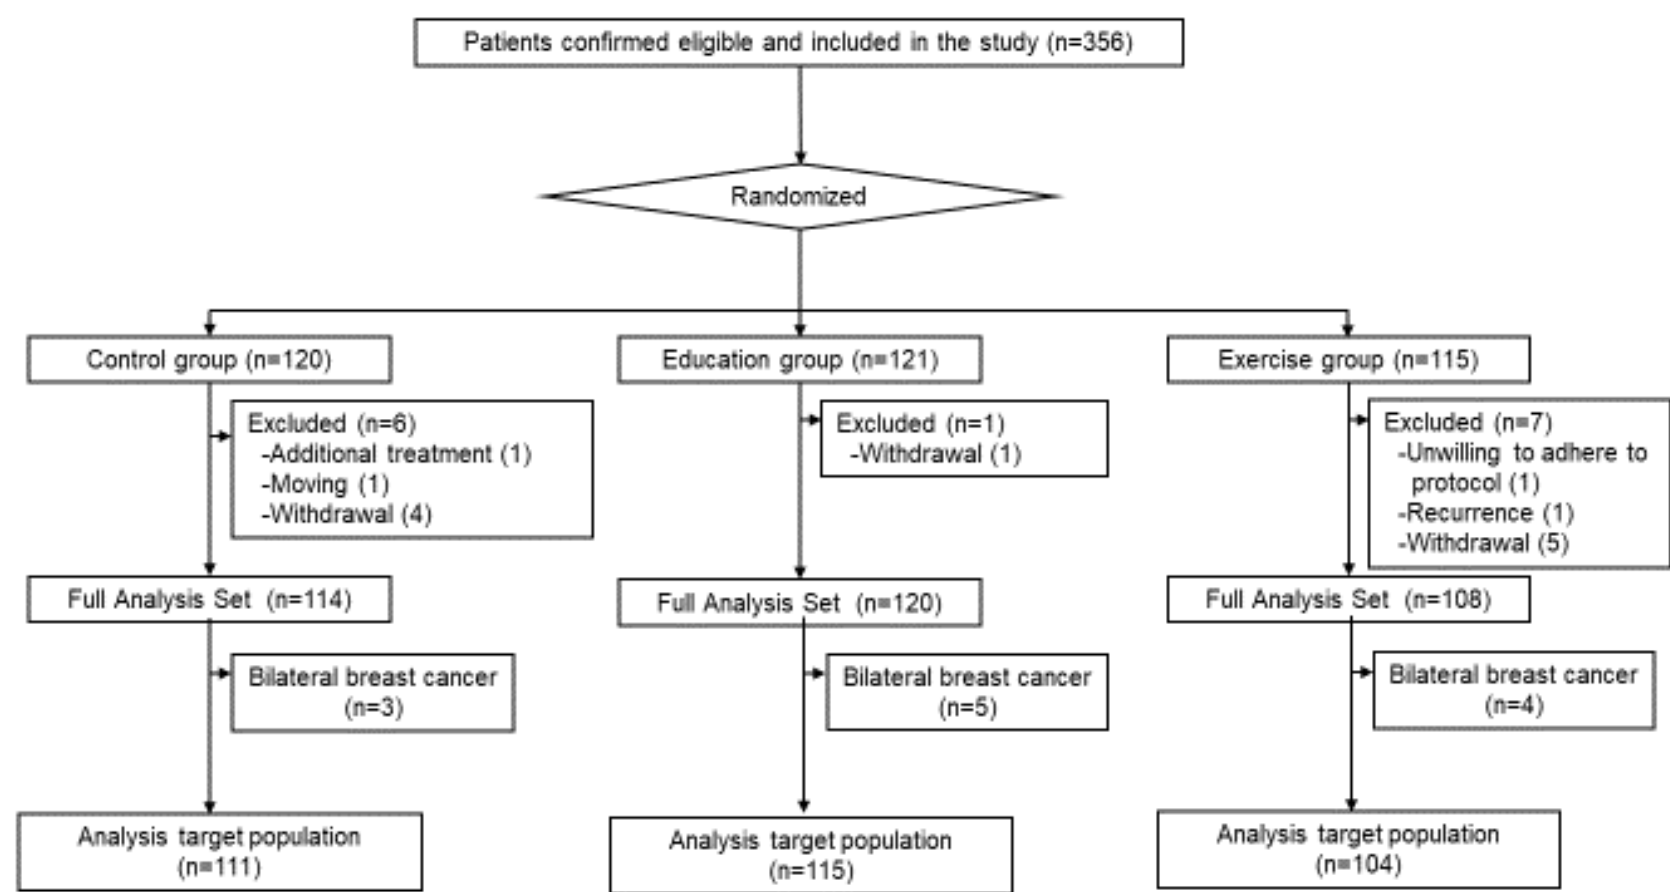 Patients confirmed eligible and included in the study (n=356)
Randomized
Control group (n=120)
Education group (n=121)
Exercise group (n=115)
Excluded (n=6)
-Additional treatment (1)
-Moving (1)
-Withdrawal (4)
Excluded (n=1)
-Withdrawal (1)
Excluded (n=7)
-Unwilling to adhere to
protocol (1)
-Recurrence (1)
-Withdrawal (5)
Full Analysis Set (n=114)
Full Analysis Set (n=120)
Full Analysis Set (n=108)
Bilateral breast cancer
(n=3)
Bilateral breast cancer
(n=5)
Bilateral breast cancer
(n=4)
Analysis target population
(n=111)
Analysis target population
(n=115)
Analysis target population
(n=104)